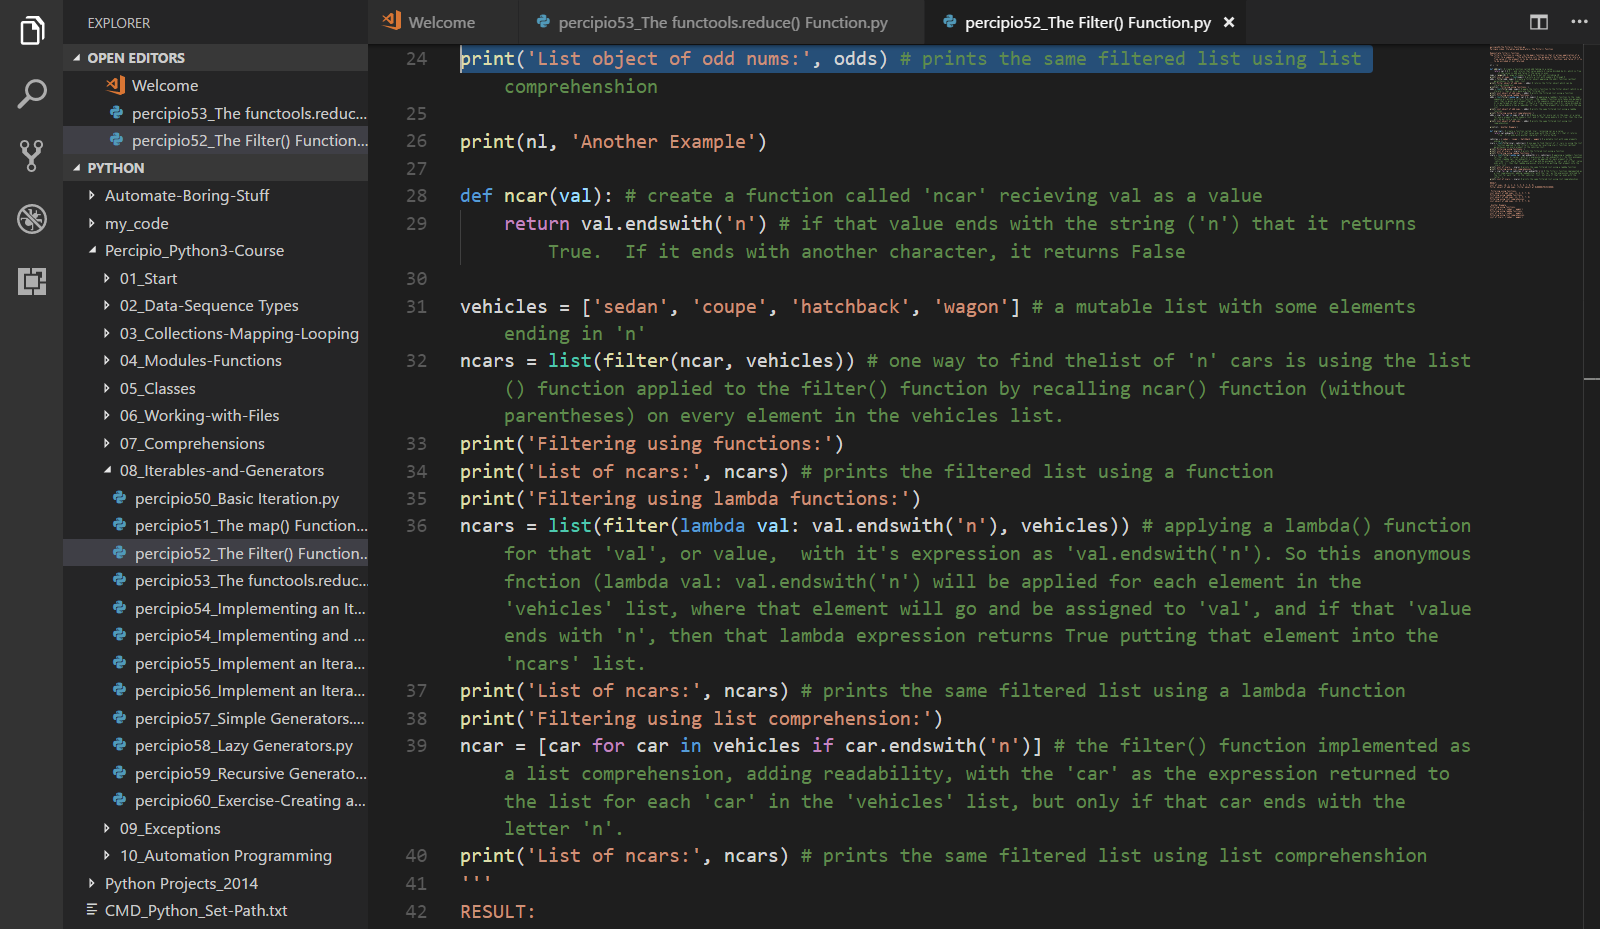 EXPLORER
OPEN EDITORS
Welcome
percipio53_The functools.reduc...
percipio52_The Filter() Function...
PYTHON
Automate-Boring-Stuff
my_code
Percipio_Python3-Course
01_Start
02_Data-Sequence Types
03_Collections-Mapping-Looping
04_Modules-Functions
05_Classes
06_Working-with-Files
07_Comprehensions
08_Iterables-and-Generators
percipio50_Basic Iteration.py
percipio51_The map() Function...
percipio52_The Filter() Function..
percipio53_The functools.reduc...
percipio54_Implementing an It...
percipio54_Implementing and ...
percipio55_Implement an Itera...
percipio56_Implement an Itera...
percipio57_Simple Generators....
percipio58_Lazy Generators.py
percipio59_Recursive Generato...
percipio60_Exercise-Creating a...
09_Exceptions
10_Automation Programming
Python Projects_2014
CMD_Python_Set-Path.txt
Welcome
percipio53_The functools.reduce() Function.py
percipio52_The Filter() Function.py
24 print('List object of odd nums:', odds) # prints the same filtered list using list
comprehenshion
25
26 print(nl, 'Another Example')
27
28 def ncar(val): # create a function called 'ncar' recieving val as a value
29 return val.endswith('n') # if that value ends with the string ('n') that it returns
True.  If it ends with another character, it returns False
30
31 vehicles = ['sedan', 'coupe', 'hatchback', 'wagon'] # a mutable list with some elements
ending in 'n'
32 ncars = list(filter(ncar, vehicles)) # one way to find thelist of 'n' cars is using the list
() function applied to the filter() function by recalling ncar() function (without
parentheses) on every element in the vehicles list.
33 print('Filtering using functions:')
34 print('List of ncars:', ncars) # prints the filtered list using a function
35 print('Filtering using lambda functions:')
36 ncars = list(filter(lambda val: val.endswith('n'), vehicles)) # applying a lambda() function
for that 'val', or value,  with it's expression as 'val.endswith('n'). So this anonymous
fnction (lambda val: val.endswith('n') will be applied for each element in the
'vehicles' list, where that element will go and be assigned to 'val', and if that 'value
ends with 'n', then that lambda expression returns True putting that element into the
'ncars' list.
37 print('List of ncars:', ncars) # prints the same filtered list using a lambda function
38 print('Filtering using list comprehension:')
39 ncar = [car for car in vehicles if car.endswith('n')] # the filter() function implemented as
a list comprehension, adding readability, with the 'car' as the expression returned to
the list for each 'car' in the 'vehicles' list, but only if that car ends with the
letter 'n'.
40 print('List of ncars:', ncars) # prints the same filtered list using list comprehenshion
41 '''
42 RESULT: